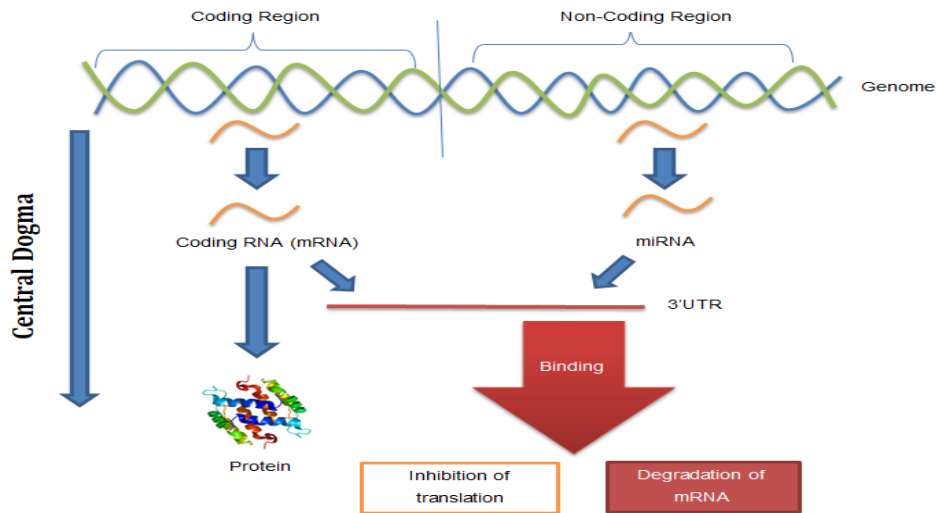 Coding Region
Non-Coding Region
Genome
Central Dogma
Coding RNA (mRNA)
miRNA
3'UTR
Binding
Protein
Inhibition of
translation
Degradation of
mRNA